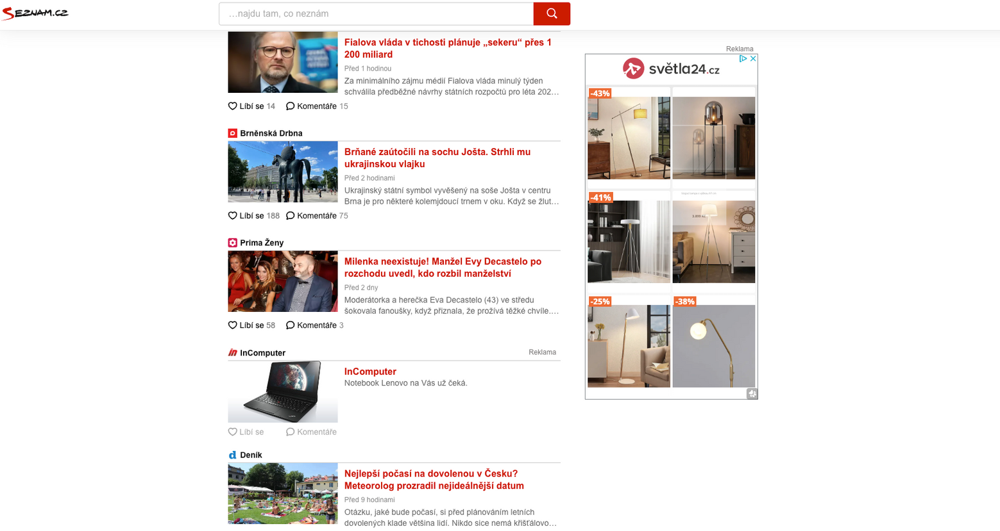 SEZNAM.CZ
...najdu tam, co neznám
Fialova vláda v tichosti plánuje „sekeru“ přes 1
200 miliard
Před 1 hodinou
Za minimálního zájmu médií Fialova vláda minulý týden
schválila předběžné návrhy státních rozpočtů pro léta 202...
Líbí se 14 Komentáře 15
Brněnská Drbna
Brňané zaútočili na sochu Jošta. Strhli mu
ukrajinskou vlajku
Před 2 hodinami
Ukrajinský státní symbol vyvěšený na soše Jošta v centru
Brna je pro některé kolemjdoucí trnem v oku. Když se žlut...
Líbí se 188 Komentáře 75
Prima Ženy
Milenka neexistuje! Manžel Evy Decastelo po
rozchodu uvedl, kdo rozbil manželství
Před 2 dny
Moderátorka a herečka Eva Decastelo (43) ve středu
šokovala fanoušky, když přiznala, že prožívá těžké chvíle....
Líbí se 58 Komentáře 3
InComputer Reklama
InComputer
Notebook Lenovo na Vás už čeká.
Líbí se Komentáře
Deník
Nejlepší počasí na dovolenou v Česku?
Meteorolog prozradil nejideálnější datum
Před 9 hodinami
Otázku, jaké bude počasí, si před plánováním letních
dovolených klade většina lidí. Nikdo sice nemá křišťálovo...
Reklama
světla24.cz
-43%
-41%
-25% -38%